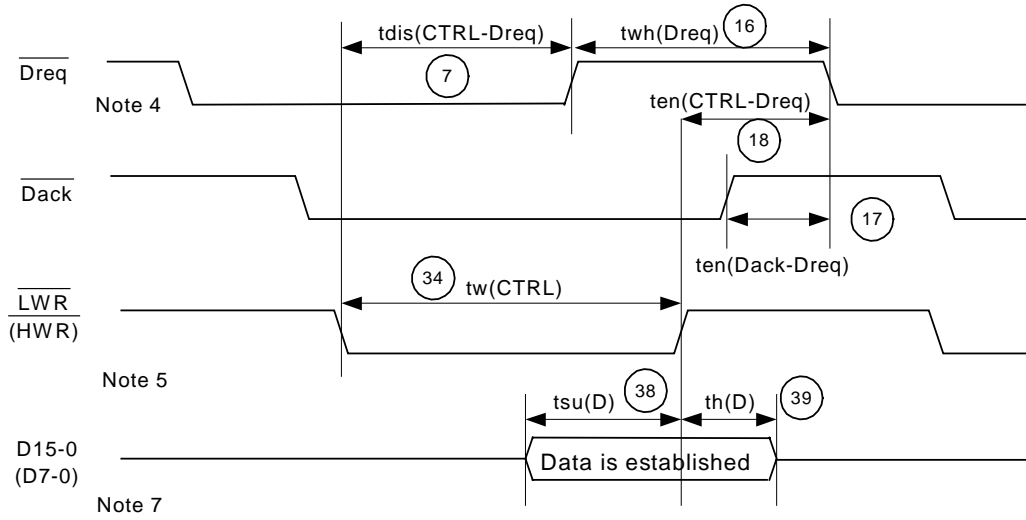 tdis(CTRL-Dreq)
twh(Dreq)
16
Dreq
7
Note 4
ten(CTRL-Dreq)
18
Dack
17
ten(Dack-Dreq)
34
tw(CTRL)
LWR
(HWR)
Note 5
tsu(D)
38
th(D)
39
D15-0
(D7-0)
Data is established
Note 7